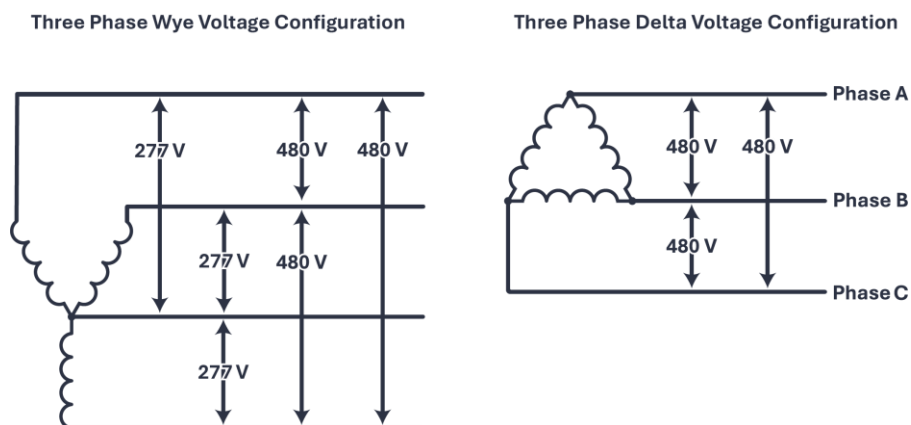 Three Phase Wye Voltage Configuration
277 V
480 V
480 V
277 V
480 V
277 V
Three Phase Delta Voltage Configuration
Phase A
480 V
480 V
Phase B
480 V
Phase C